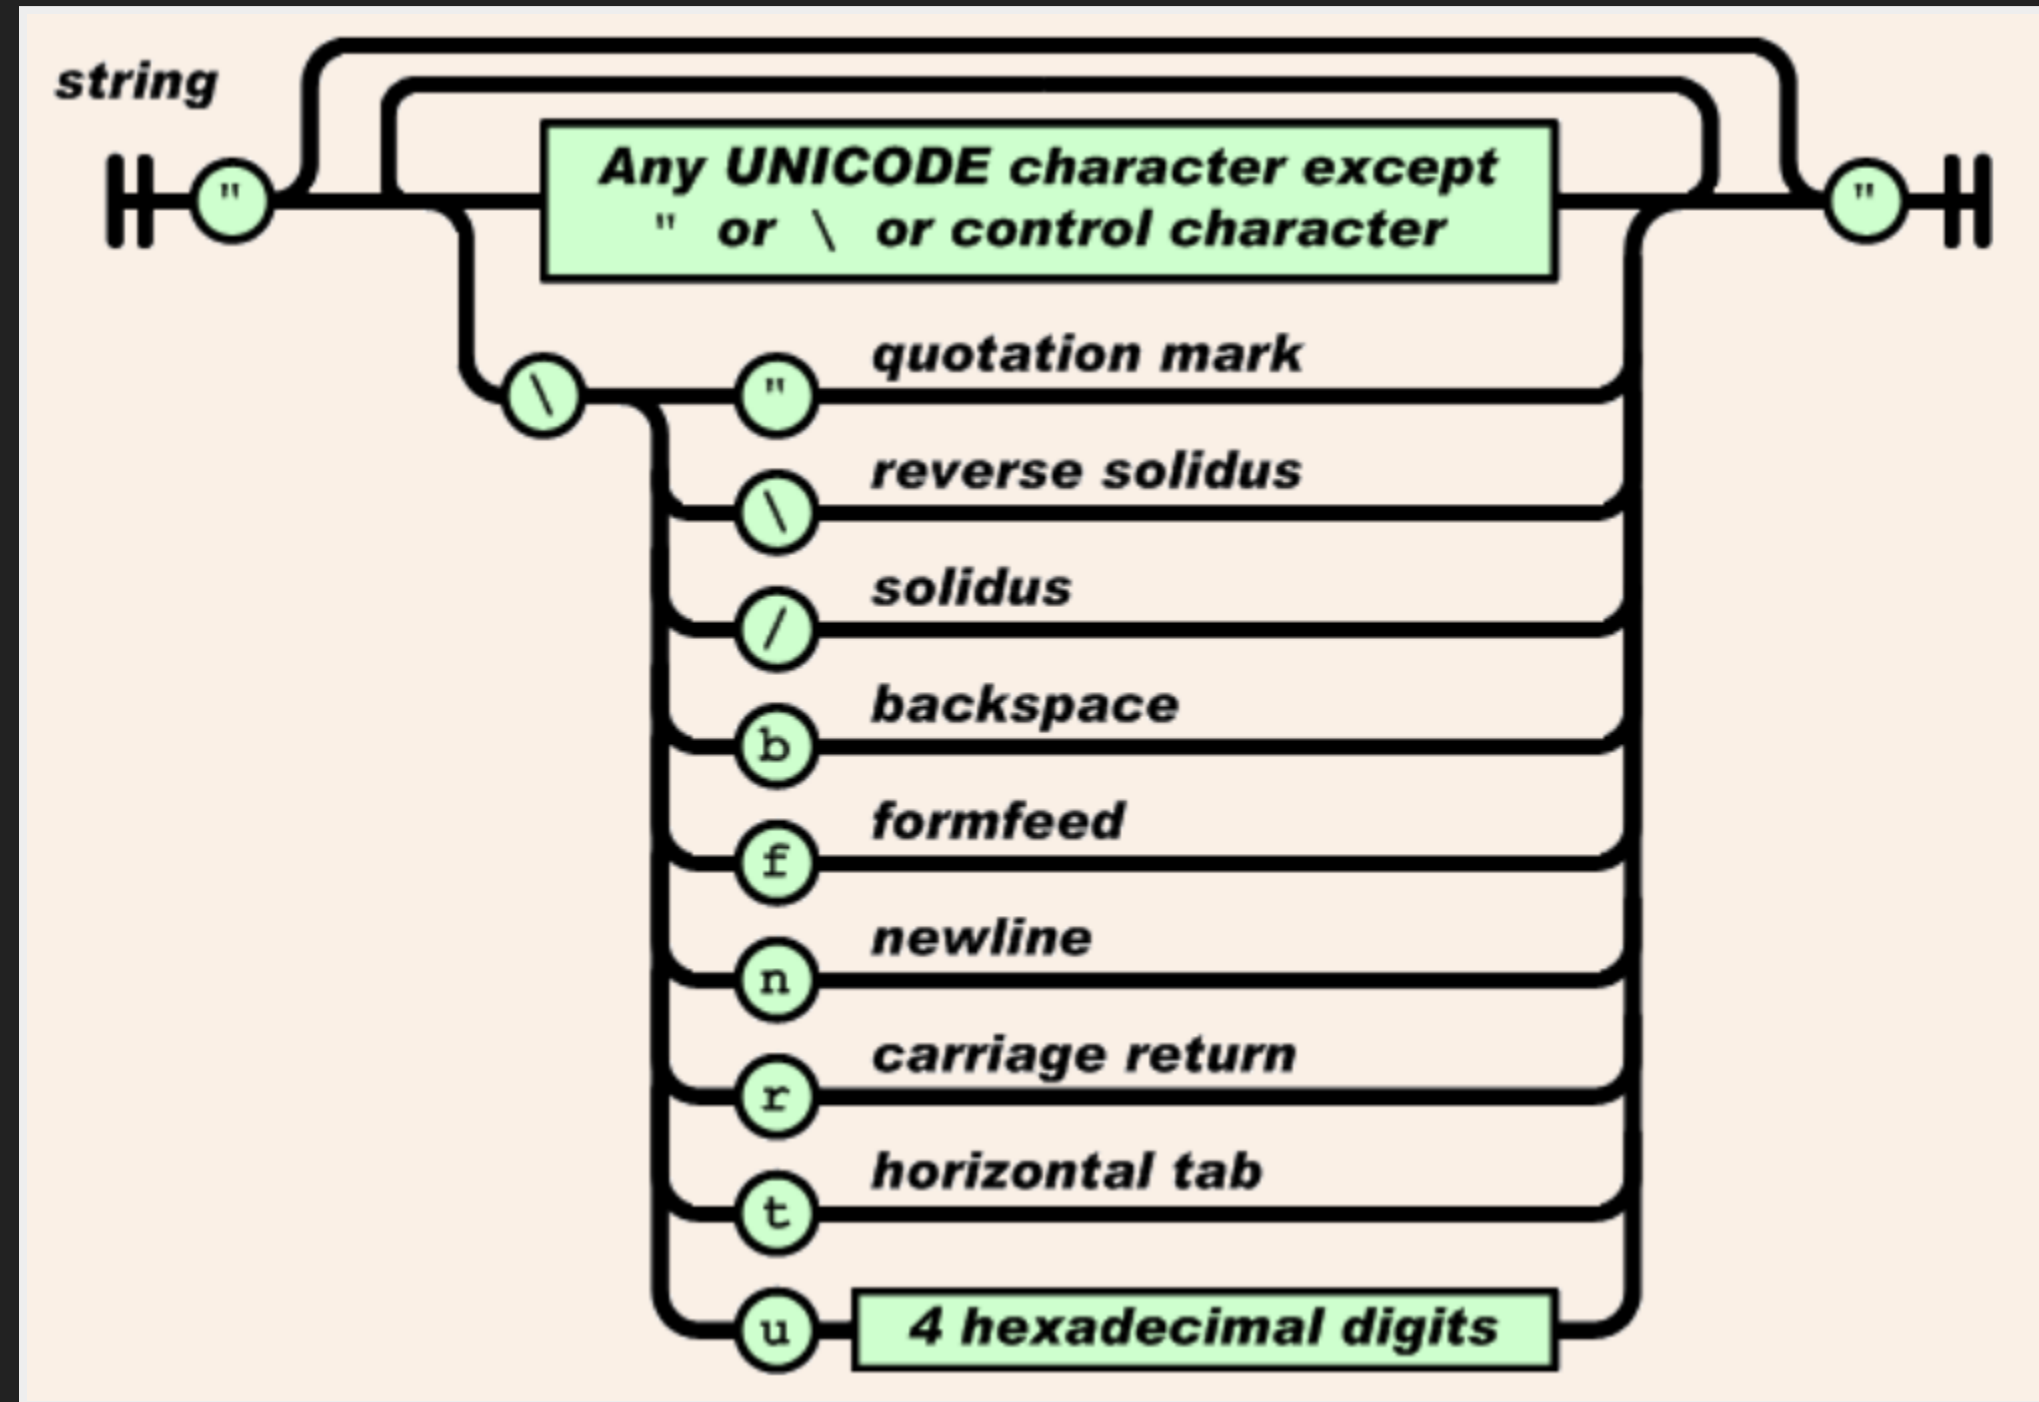 string
Any UNICODE character except
" " or \ or control character "
quotation mark
\ "
reverse solidus
\
solidus
/
backspace
b
formfeed
f
newline
n
carriage return
r
horizontal tab
t
u 4 hexadecimal digits